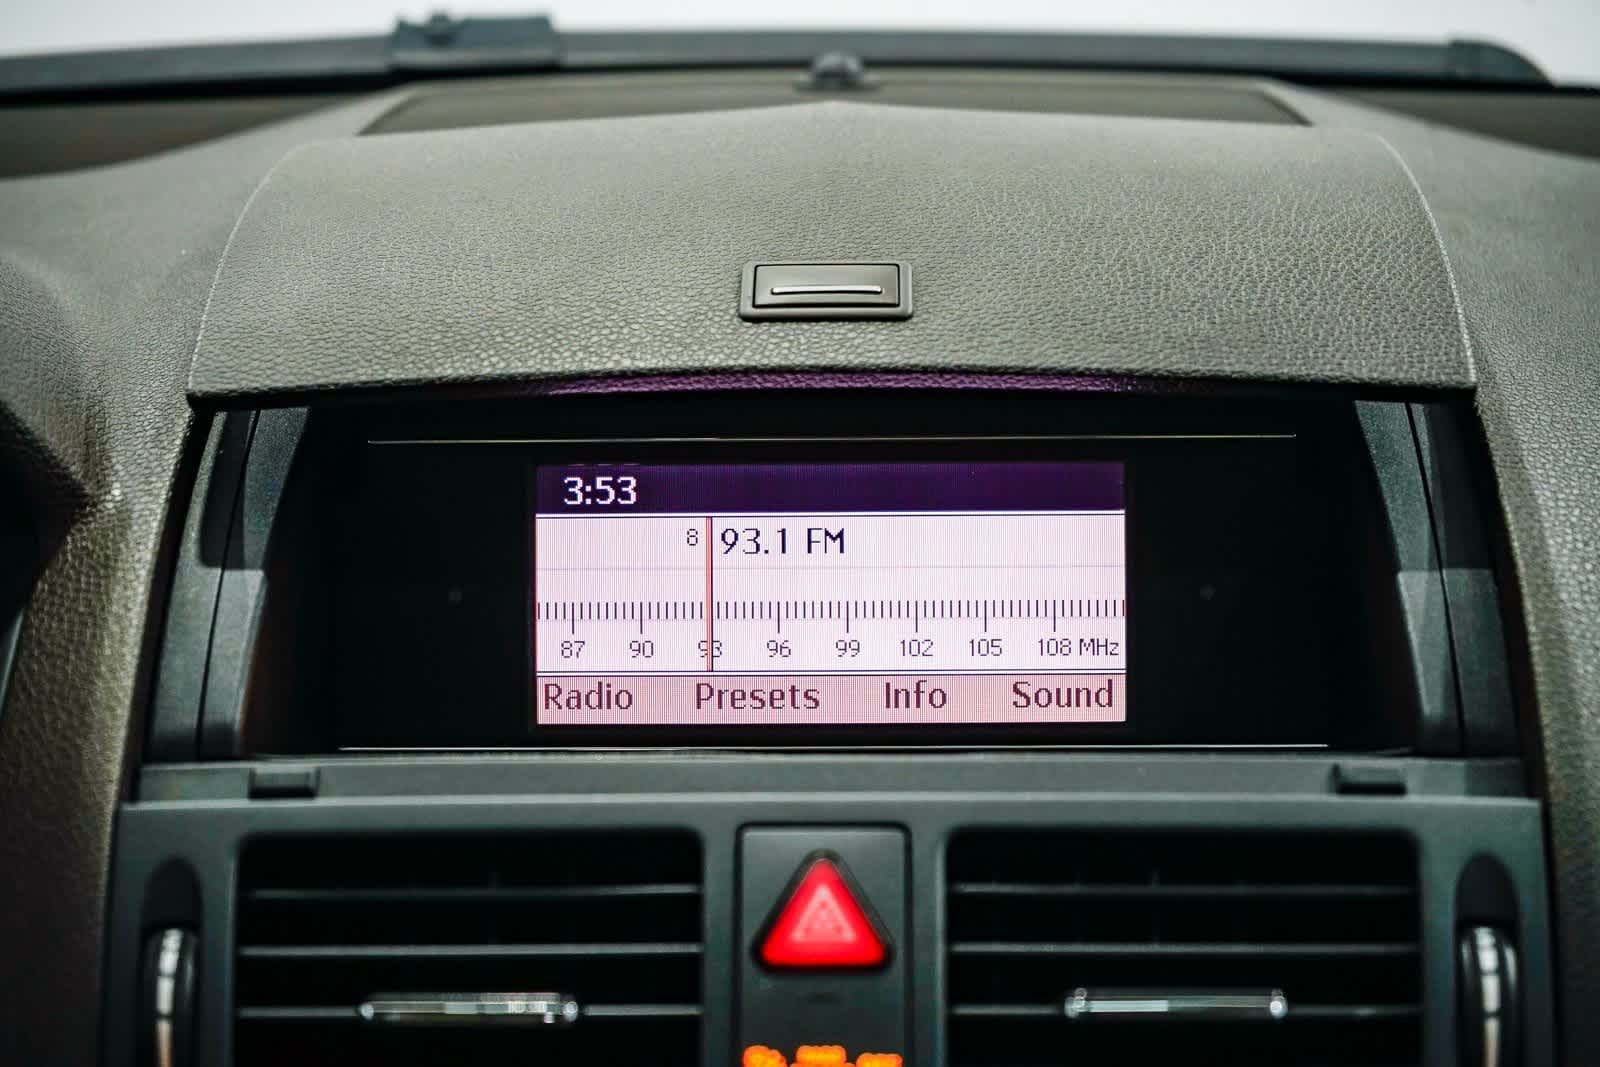 3:53
8 93.1 FM
87 90 93 96 99 102 105 108 MHz
Radio Presets Info Sound